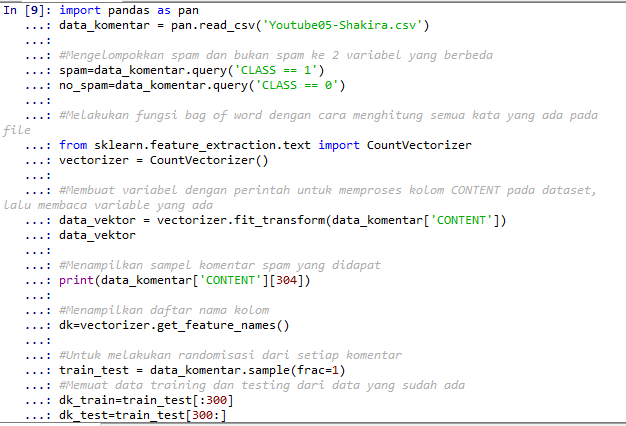 In [9]: import pandas as pan
...: data_komentar = pan.read_csv('Youtube05-Shakira.csv')
...:
...: #Mengelompokkan spam dan bukan spam ke 2 variabel yang berbeda
...: spam=data_komentar.query('CLASS == 1')
...: no_spam=data_komentar.query('CLASS == 0')
...:
...: #Melakukan fungsi bag of word dengan cara menghitung semua kata yang ada pada
file
...: from sklearn.feature_extraction.text import CountVectorizer
...: vectorizer = CountVectorizer()
...:
...: #Membuat variabel dengan perintah untuk memproses kolom CONTENT pada dataset,
lalu membaca variable yang ada
...: data_vektor = vectorizer.fit_transform(data_komentar['CONTENT'])
...: data_vektor
...:
...: #Menampilkan sampel komentar spam yang didapat
...: print(data_komentar['CONTENT'][304])
...:
...: #Menampilkan daftar nama kolom
...: dk=vectorizer.get_feature_names()
...:
...: #Untuk melakukan randomisasi dari setiap komentar
...: train_test = data_komentar.sample(frac=1)
...: #Memuat data training dan testing dari data yang sudah ada
...: dk_train=train_test[:300]
...: dk_test=train_test[300:]